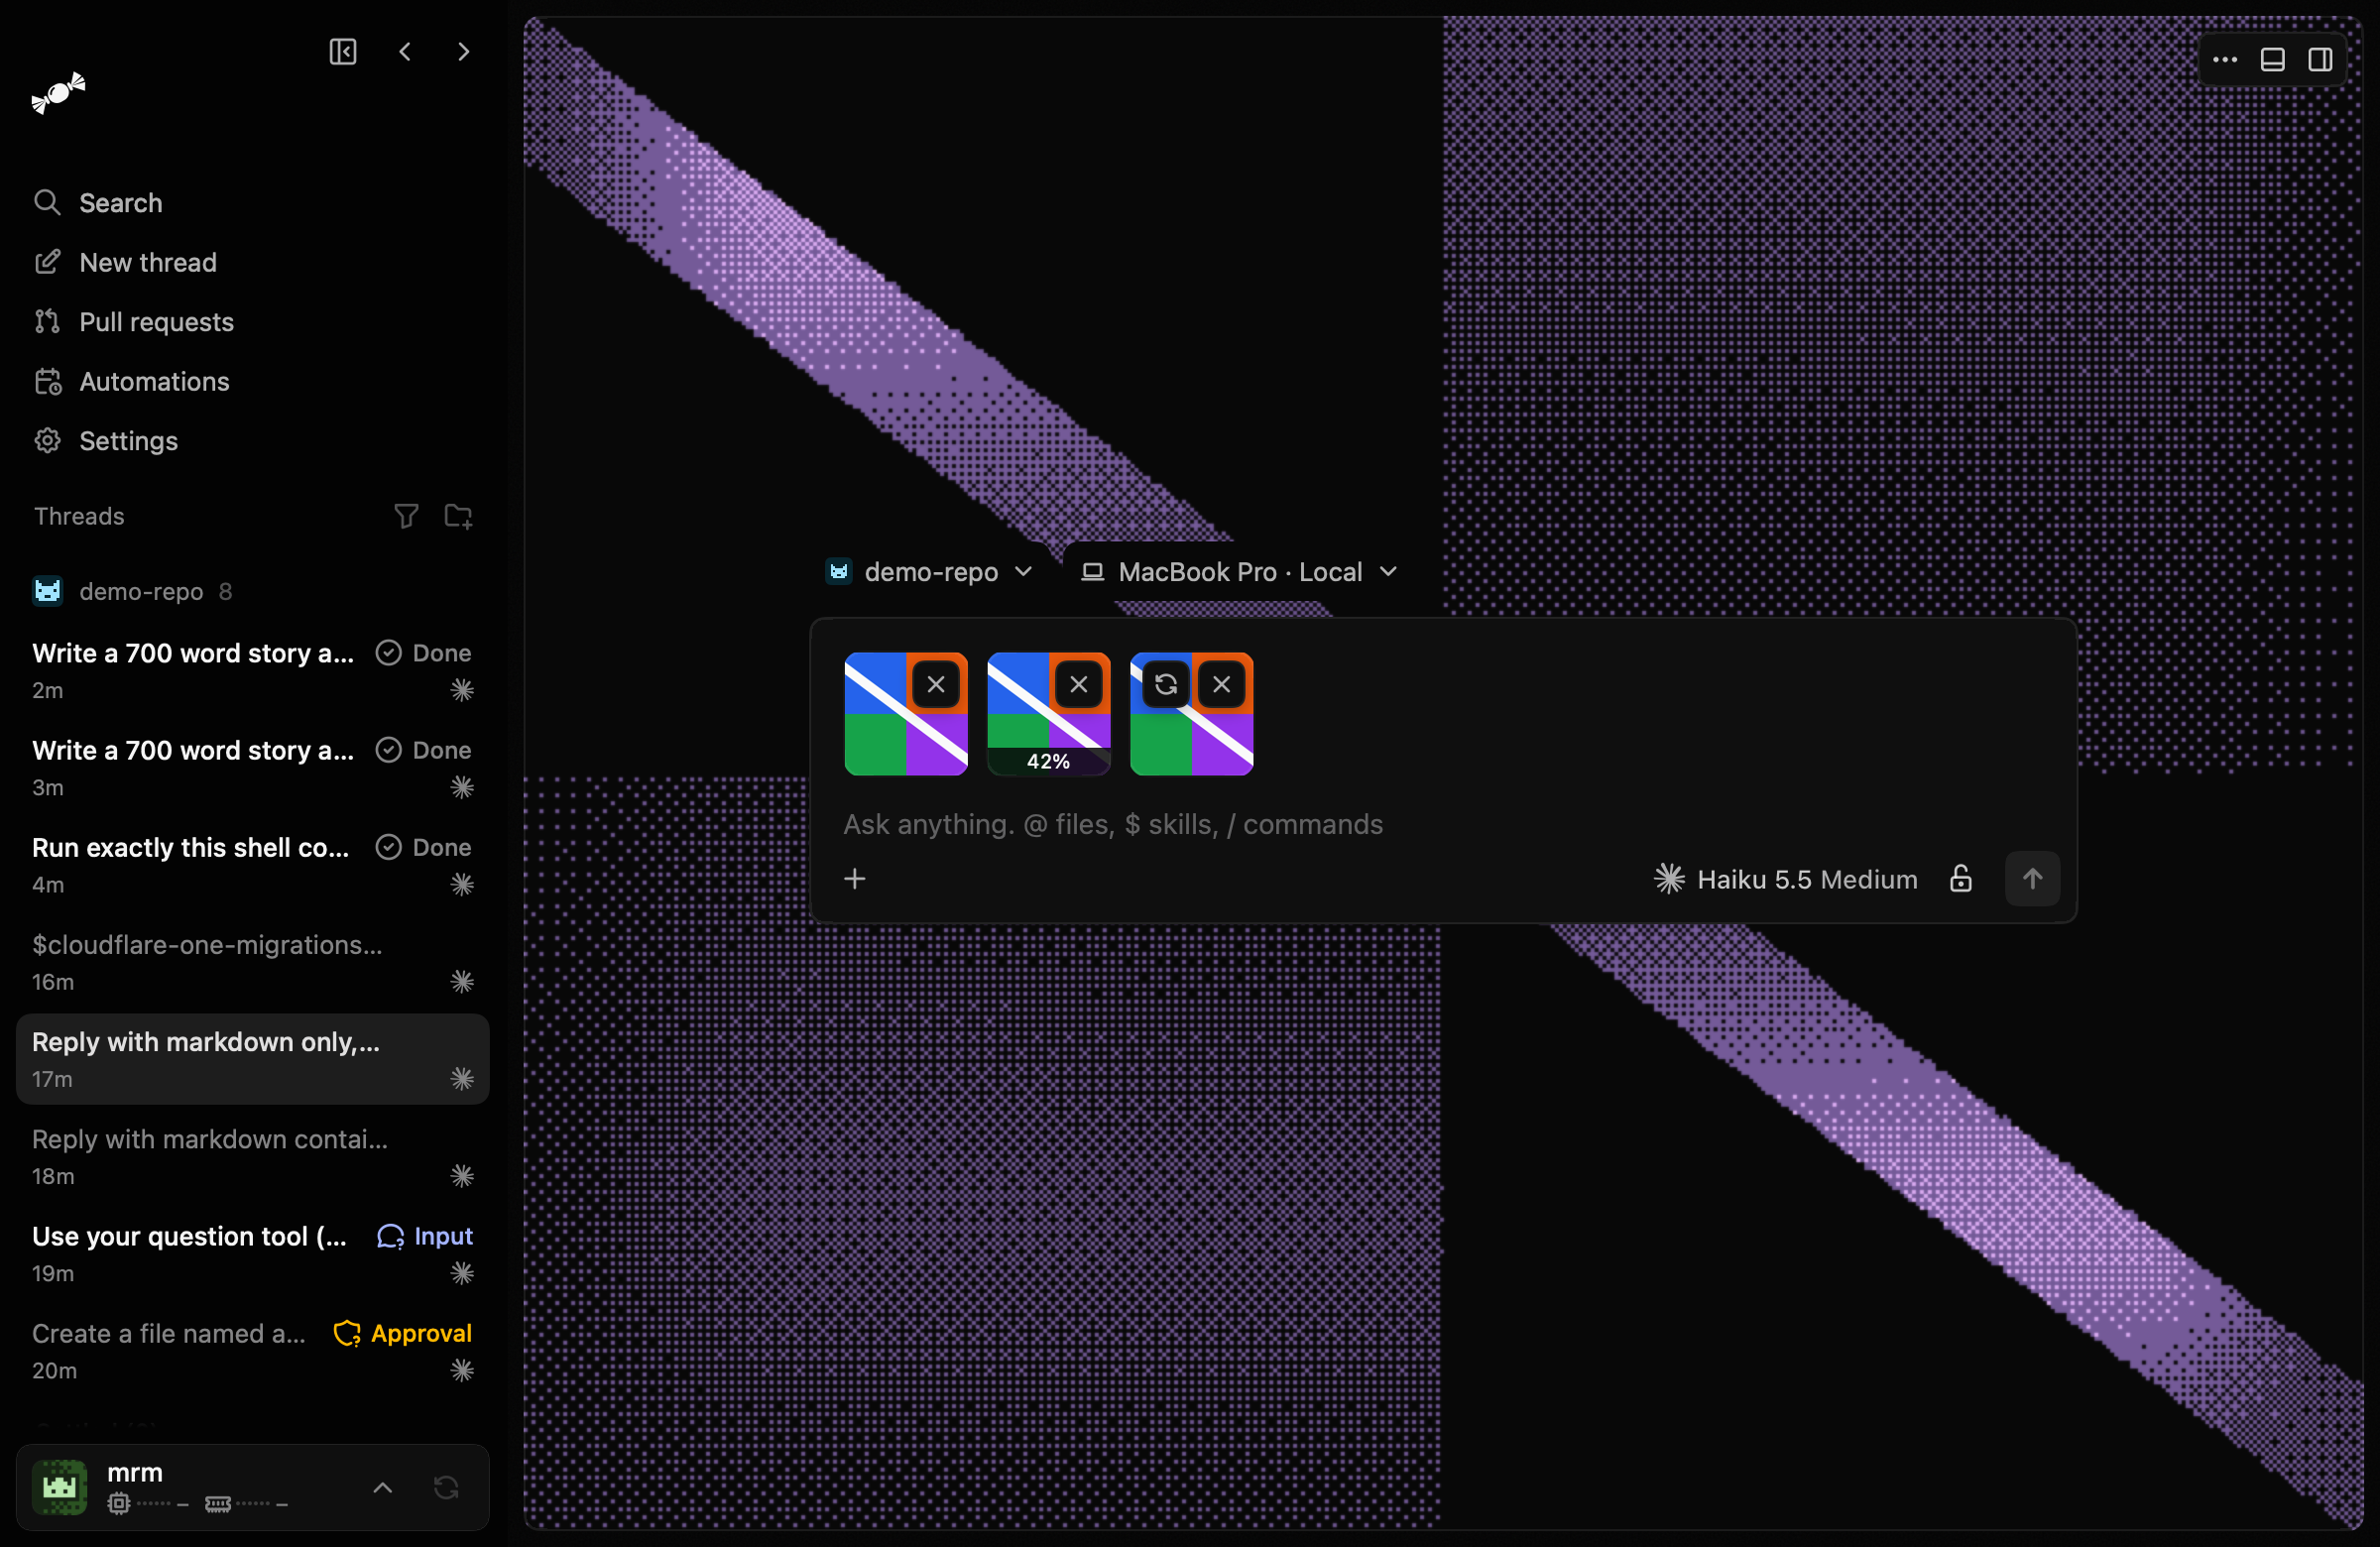 Search
New thread
Pull requests
Automations
Settings
Threads
demo-repo 8
Write a 700 word story a... Done
2m
Write a 700 word story a... Done
3m
Run exactly this shell co... Done
4m
$cloudflare-one-migrations...
16m
Reply with markdown only,...
17m
Reply with markdown contai...
18m
Use your question tool (... Input
19m
Create a file named a... Approval
20m
mrm
demo-repo MacBook Pro · Local
42%
Ask anything. @ files, $ skills, / commands
Haiku 5.5 Medium